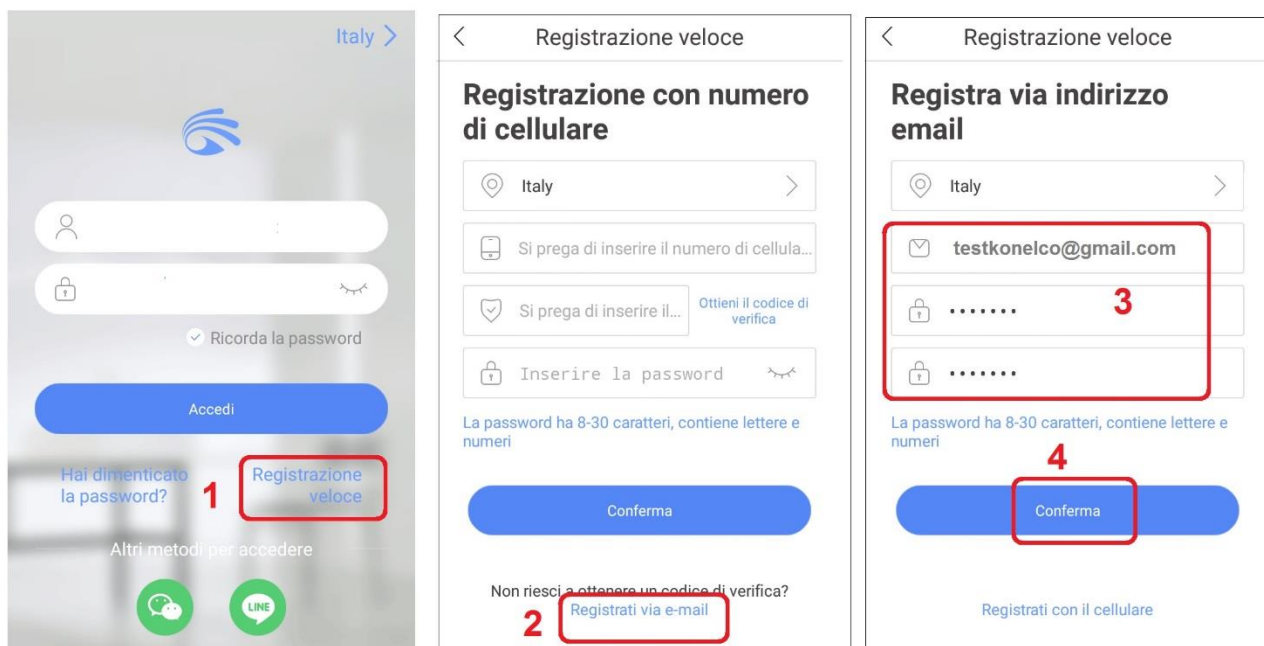 Italy
Ricorda la password
Accedi
Hai dimenticato
la password?
1
Registrazione
veloce
Altri metodi per accedere
LINE
Registrazione veloce
Registrazione con numero
di cellulare
Italy
Si prega di inserire il numero di cellula...
Si prega di inserire il...
Ottieni il codice di
verifica
Inserire la password
La password ha 8-30 caratteri, contiene lettere e
numeri
Conferma
Non riesci a ottenere un codice di verifica?
2
Registrati via e-mail
Registrazione veloce
Registra via indirizzo
email
Italy
testkonelco@gmail.com
3
•••••••
•••••••
La password ha 8-30 caratteri, contiene lettere e
numeri
4
Conferma
Registrati con il cellulare